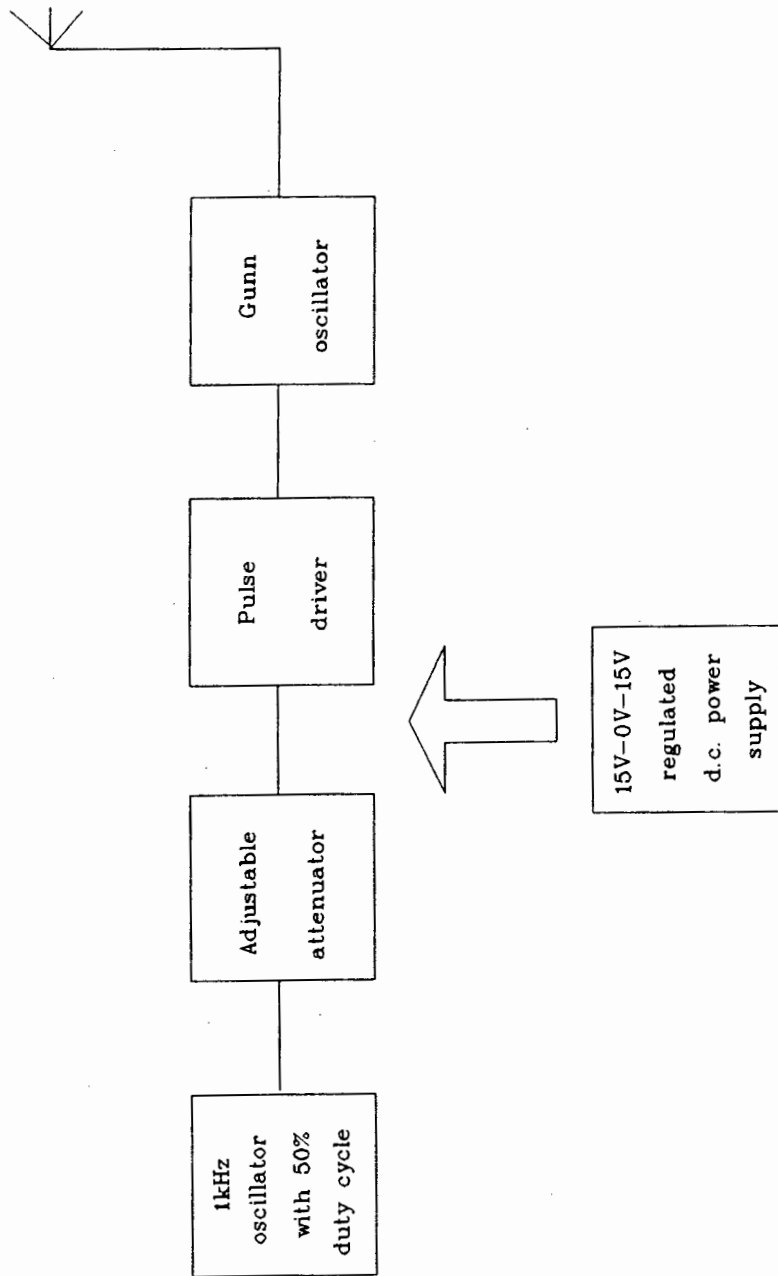 1kHz
oscillator
with 50%
duty cycle
Adjustable
attenuator
Pulse
driver
Gunn
oscillator
15V-0V-15V
regulated
d.c. power
supply